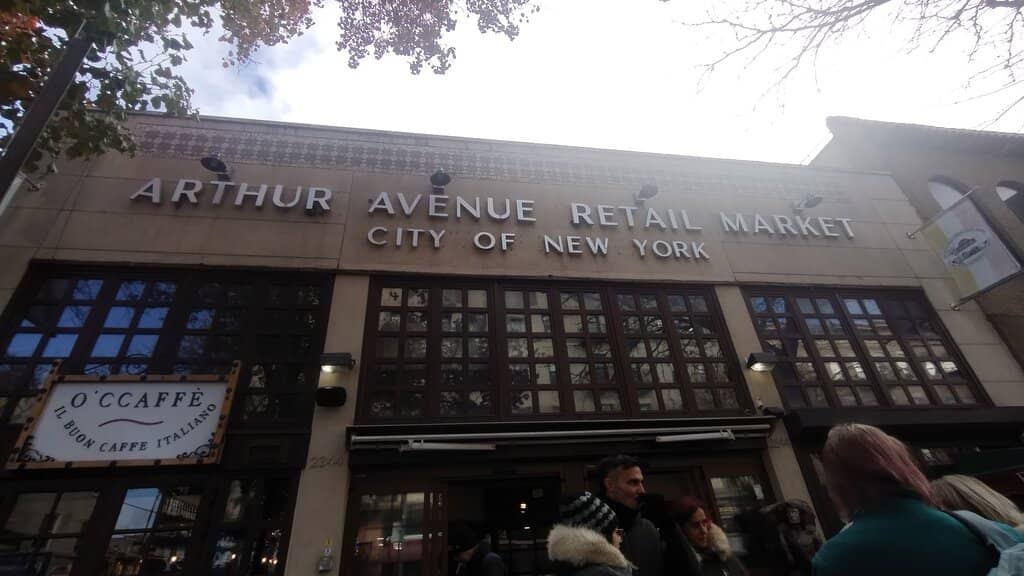 ARTHUR AVENUE RETAIL MARKET
CITY OF NEW YORK
O'CCAFFÈ
IL BUON CAFFE ITALIANO